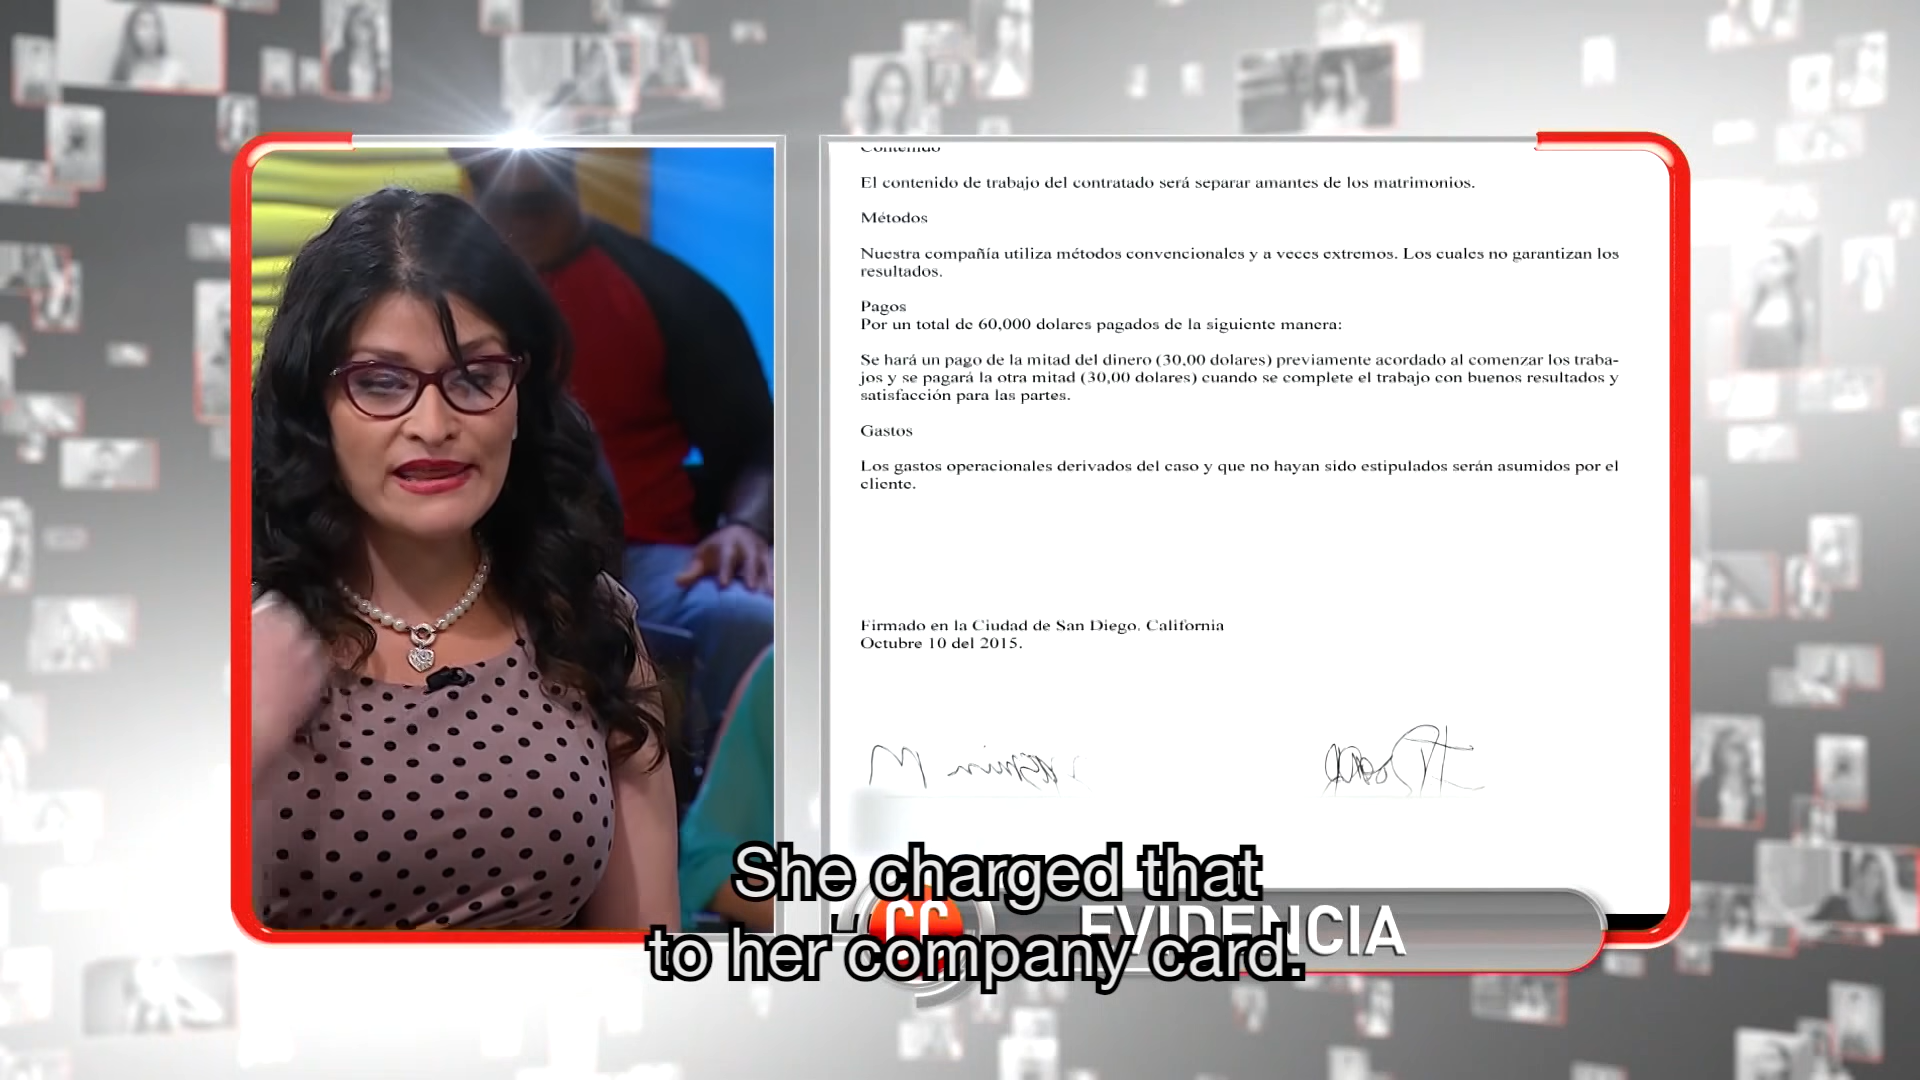 Contenido
El contenido de trabajo del contratado será separar amantes de los matrimonios.
Métodos
Nuestra compañía utiliza métodos convencionales y a veces extremos. Los cuales no garantizan los
resultados.
Pagos
Por un total de 60,000 dolares pagados de la siguiente manera:
Se hará un pago de la mitad del dinero (30,00 dolares) previamente acordado al comenzar los traba-
jos y se pagará la otra mitad (30,00 dolares) cuando se complete el trabajo con buenos resultados y
satisfacción para las partes.
Gastos
Los gastos operacionales derivados del caso y que no hayan sido estipulados serán asumidos por el
cliente.
Firmado en la Ciudad de San Diego. California
Octubre 10 del 2015.
She charged that
CC EVIDENCIA
to her company card.